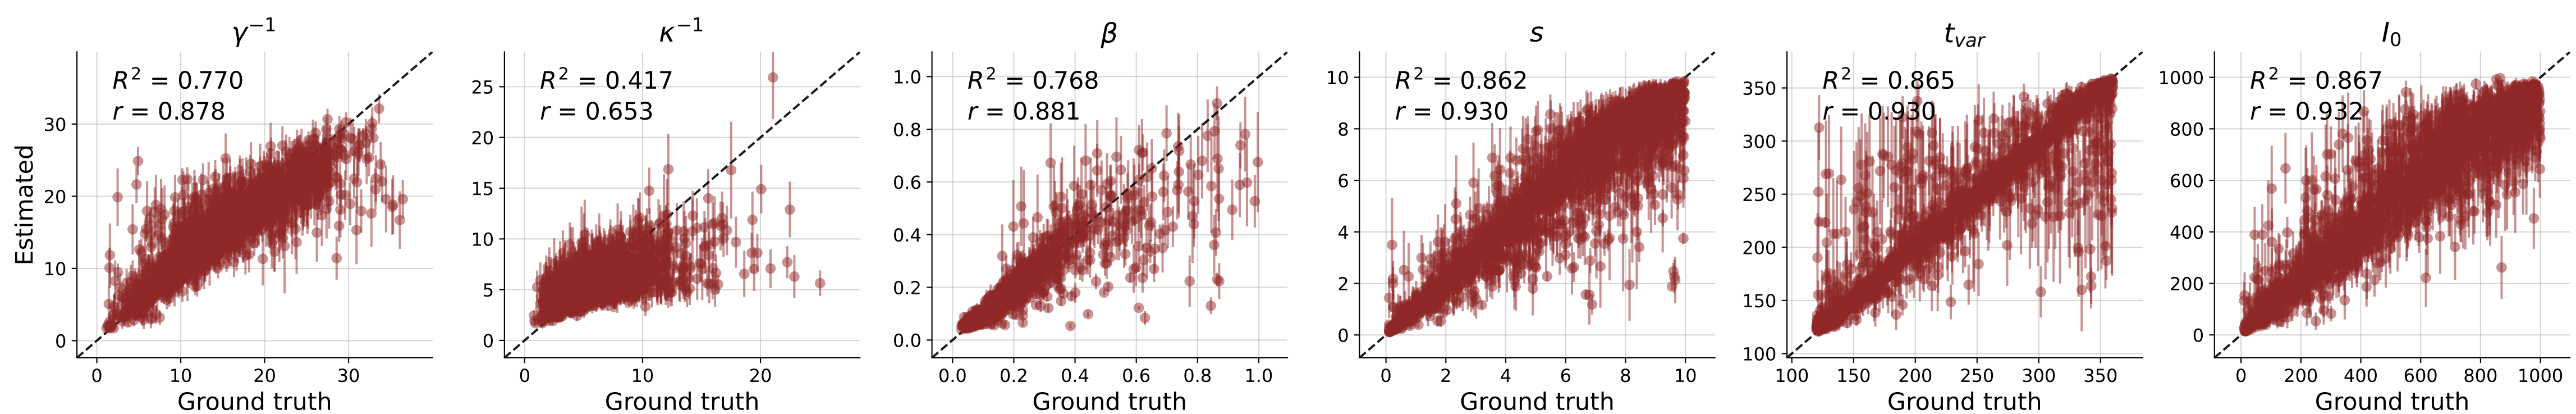 γ⁻¹
R² = 0.770
r = 0.878
Estimated
30
20
10
0
0 10 20 30
Ground truth
κ⁻¹
R² = 0.417
r = 0.653
25
20
15
10
5
0
0 10 20
Ground truth
β
R² = 0.768
r = 0.881
1.0
0.8
0.6
0.4
0.2
0.0
0.0 0.2 0.4 0.6 0.8 1.0
Ground truth
s
R² = 0.862
r = 0.930
10
8
6
4
2
0
0 2 4 6 8 10
Ground truth
t_var
R² = 0.865
r = 0.930
350
300
250
200
150
100
100 150 200 250 300 350
Ground truth
I₀
R² = 0.867
r = 0.932
1000
800
600
400
200
0
0 200 400 600 800 1000
Ground truth